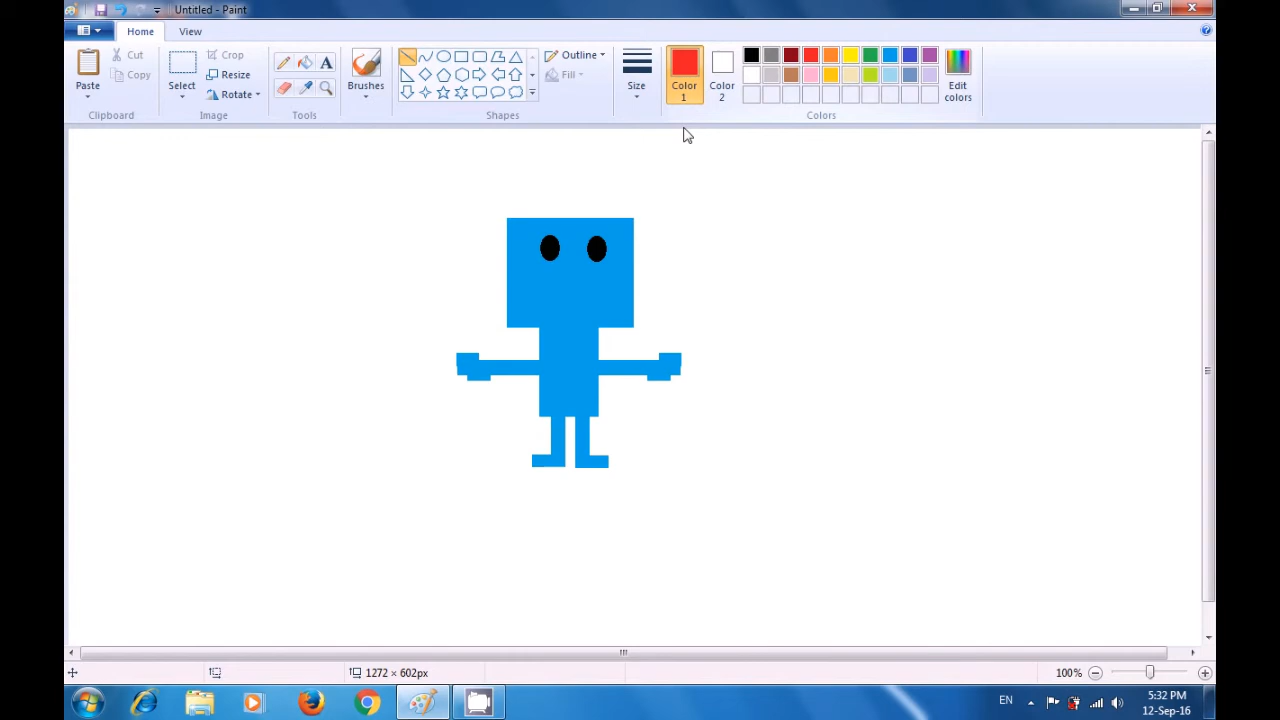 Untitled - Paint
Home View
Paste Cut Copy Select Crop Resize Rotate A Brushes Outline Fill Size Color 1 Color 2 Edit colors
Clipboard Image Tools Shapes Colors
1272 × 602px 100%
EN 5:32 PM
12-Sep-16